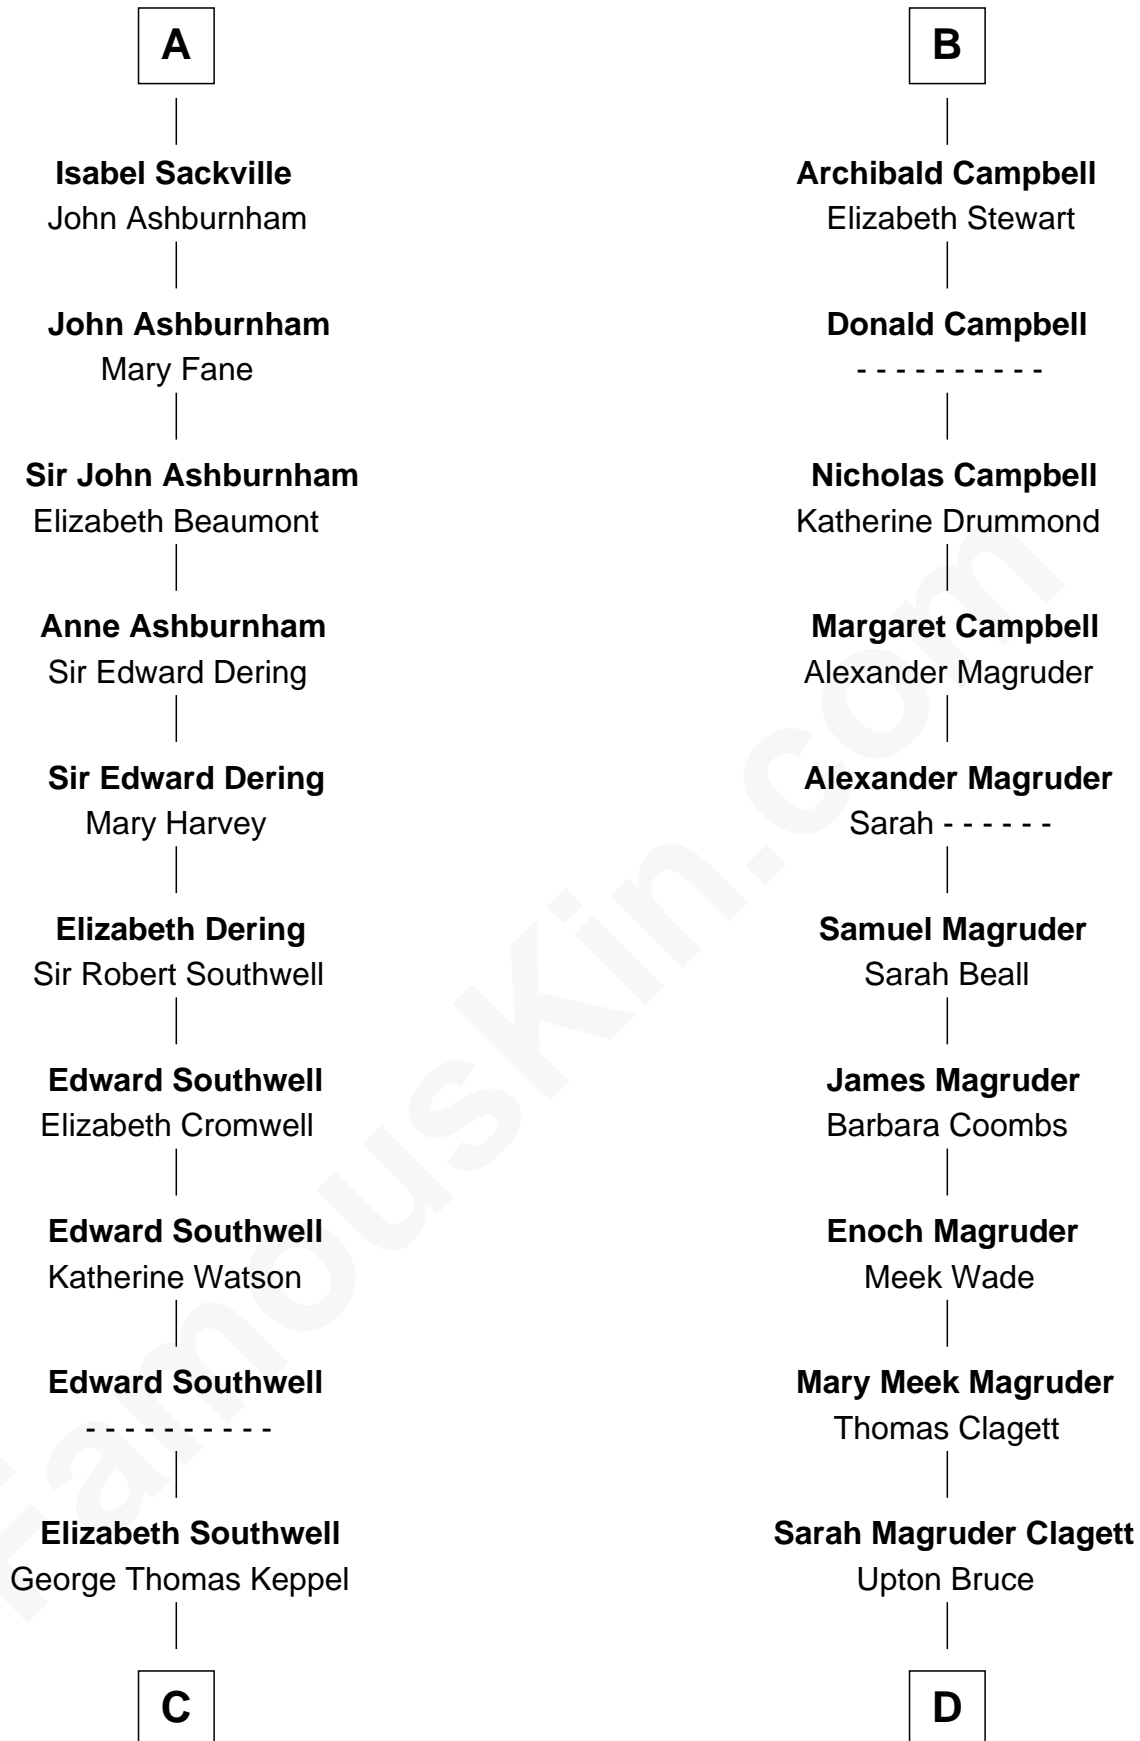 A
Isabel Sackville
John Ashburnham
John Ashburnham
Mary Fane
Sir John Ashburnham
Elizabeth Beaumont
Anne Ashburnham
Sir Edward Dering
Sir Edward Dering
Mary Harvey
Elizabeth Dering
Sir Robert Southwell
Edward Southwell
Elizabeth Cromwell
Edward Southwell
Katherine Watson
Edward Southwell
- - - - - - - - - -
Elizabeth Southwell
George Thomas Keppel
C
B
Archibald Campbell
Elizabeth Stewart
Donald Campbell
- - - - - - - - - -
Nicholas Campbell
Katherine Drummond
Margaret Campbell
Alexander Magruder
Alexander Magruder
Sarah - - - - - -
Samuel Magruder
Sarah Beall
James Magruder
Barbara Coombs
Enoch Magruder
Meek Wade
Mary Meek Magruder
Thomas Clagett
Sarah Magruder Clagett
Upton Bruce
D
FamousKin.com